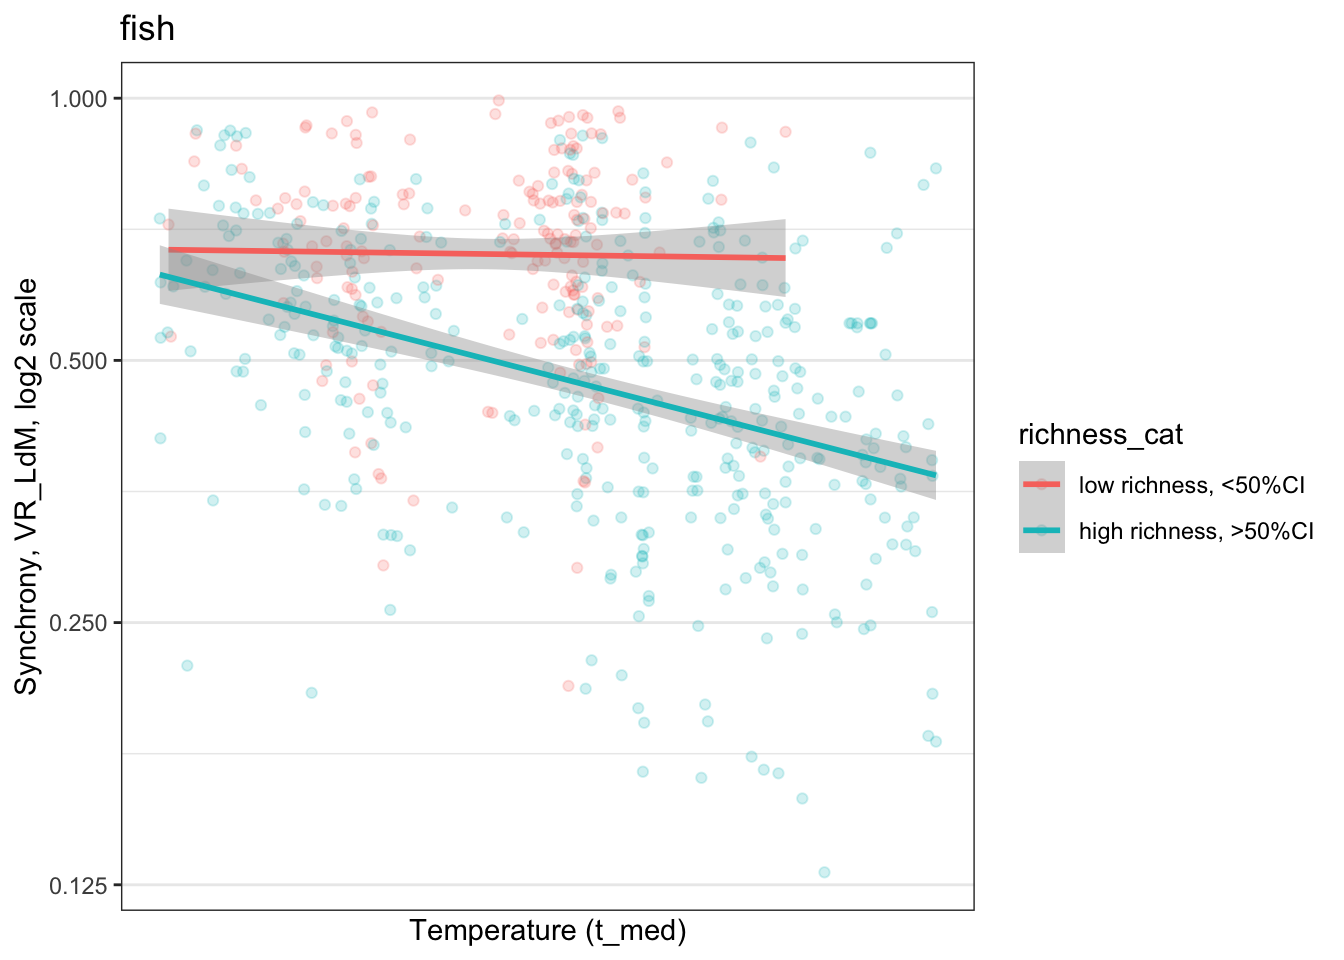 fish
1.000
0.500
0.250
0.125
Synchrony, VR_LdM, log2 scale
Temperature (t_med)
richness_cat
low richness, <50%CI
high richness, >50%CI